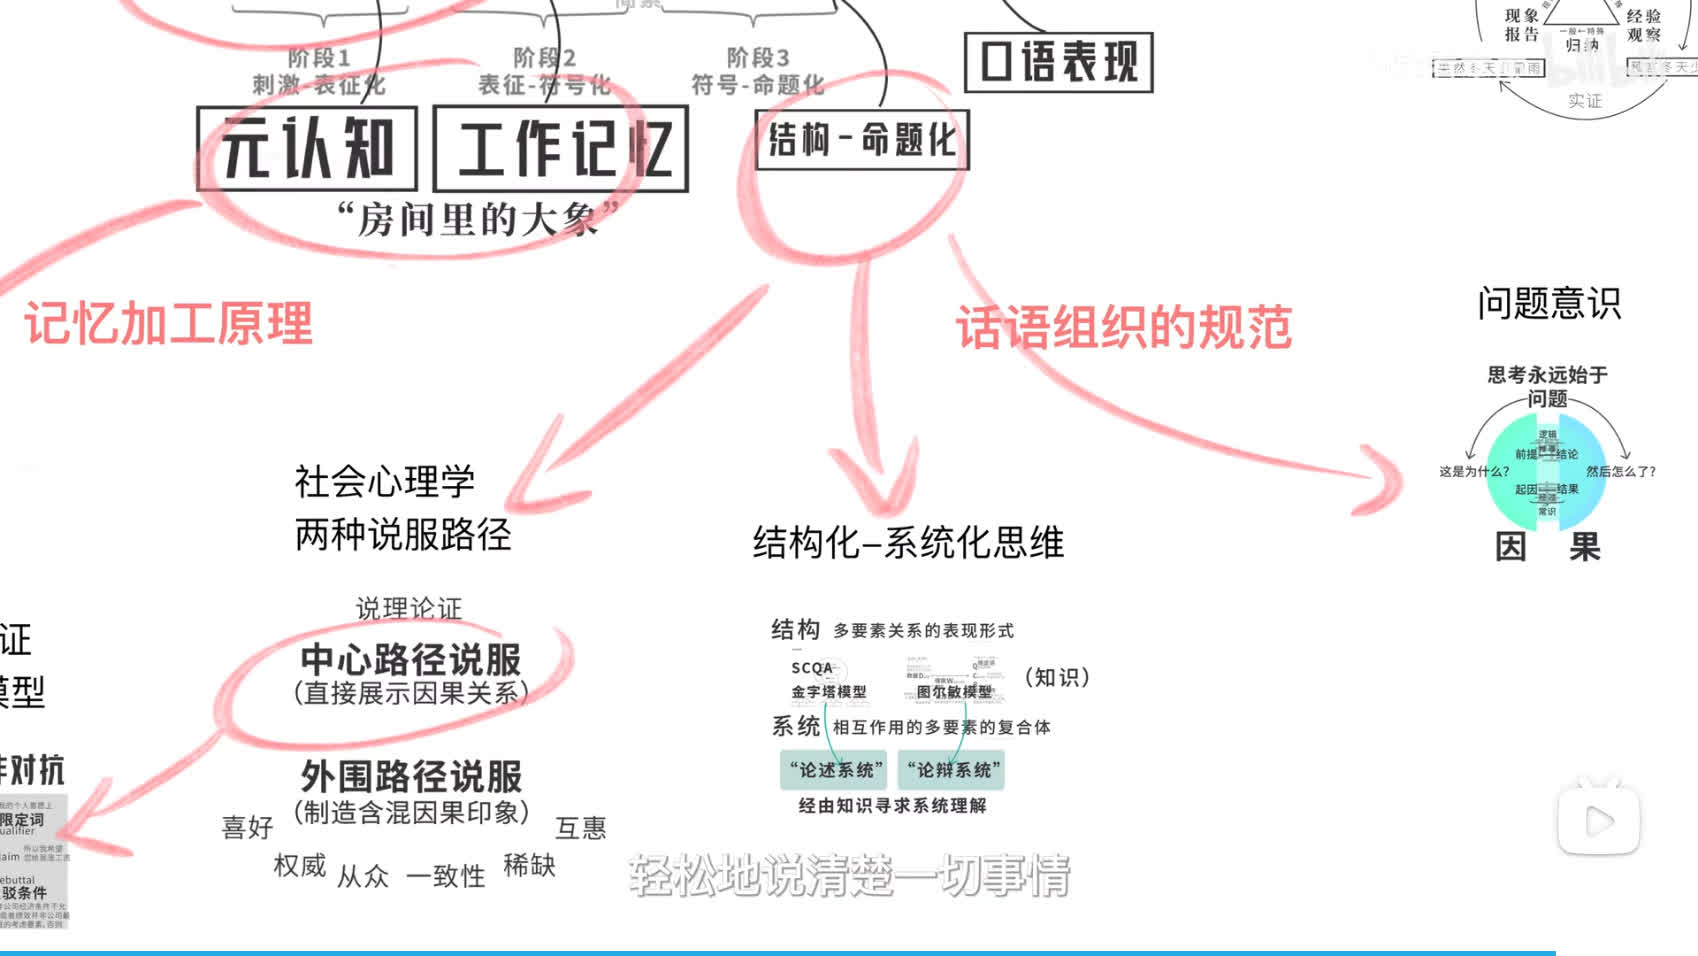 阶段1
刺激-表征化
阶段2
表征-符号化
阶段3
符号-命题化
元认知
工作记忆
“房间里的大象”
结构-命题化
口语表现
现象
报告
经验
观察
一般←特殊
归纳
实证
记忆加工原理
话语组织的规范
问题意识
思考永远始于
问题
逻辑
前提
结论
这是为什么?
然后怎么了?
起因
结果
常识
因 果
社会心理学
两种说服路径
说理论证
中心路径说服
(直接展示因果关系)
外围路径说服
(制造含混因果印象)
喜好
权威
从众
一致性
稀缺
互惠
结构化–系统化思维
结构 多要素关系的表现形式
SCQA
金字塔模型
图尔敏模型
(知识)
系统 相互作用的多要素的复合体
“论述系统”
“论辩系统”
经由知识寻求系统理解
证
模型
对抗
限定词
ualifier
aim
ebuttal
驳条件
轻松地说清楚一切事情